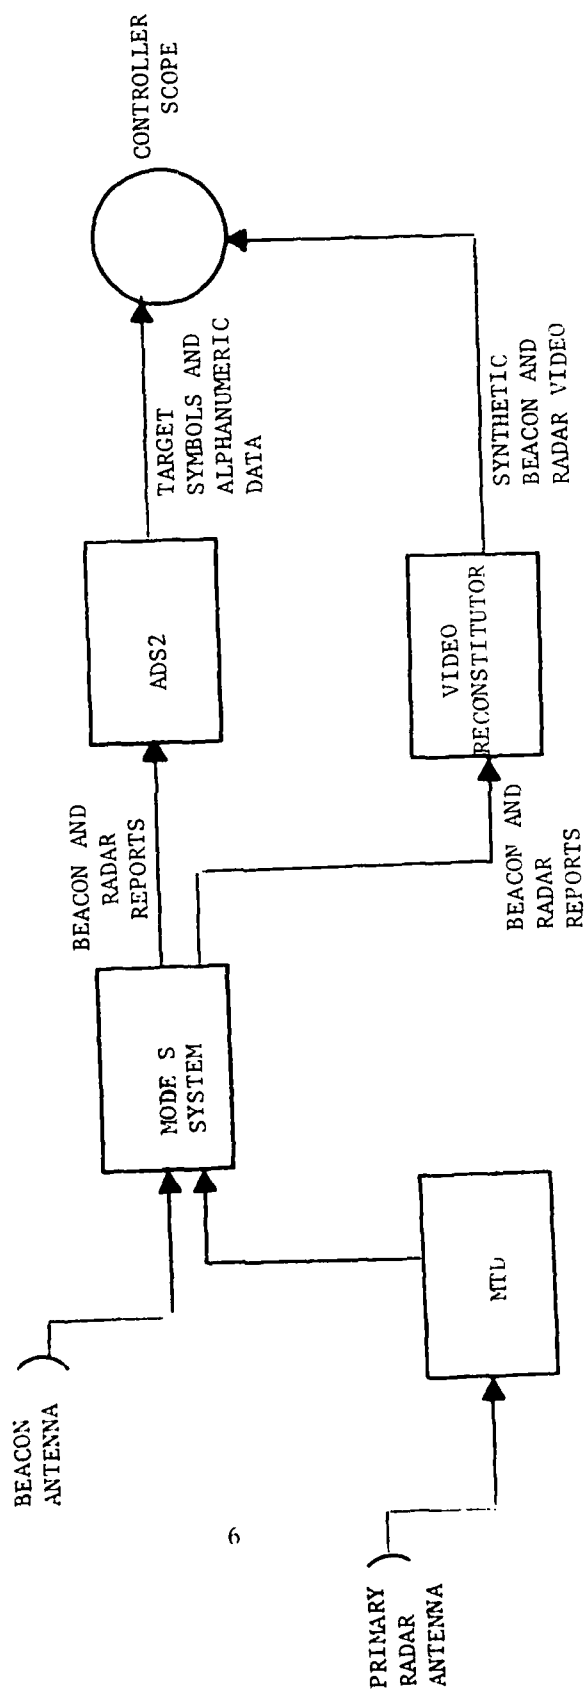 BEACON
ANTENNA
PRIMARY
RADAR
ANTENNA
MTD
MODE S
SYSTEM
BEACON AND
RADAR
REPORTS
BEACON AND
RADAR
REPORTS
ADS2
VIDEO
RECONSTITUTOR
TARGET
SYMBOLS AND
ALPHANUMERIC
DATA
SYNTHETIC
BEACON AND
RADAR VIDEO
CONTROLLER
SCOPE
6